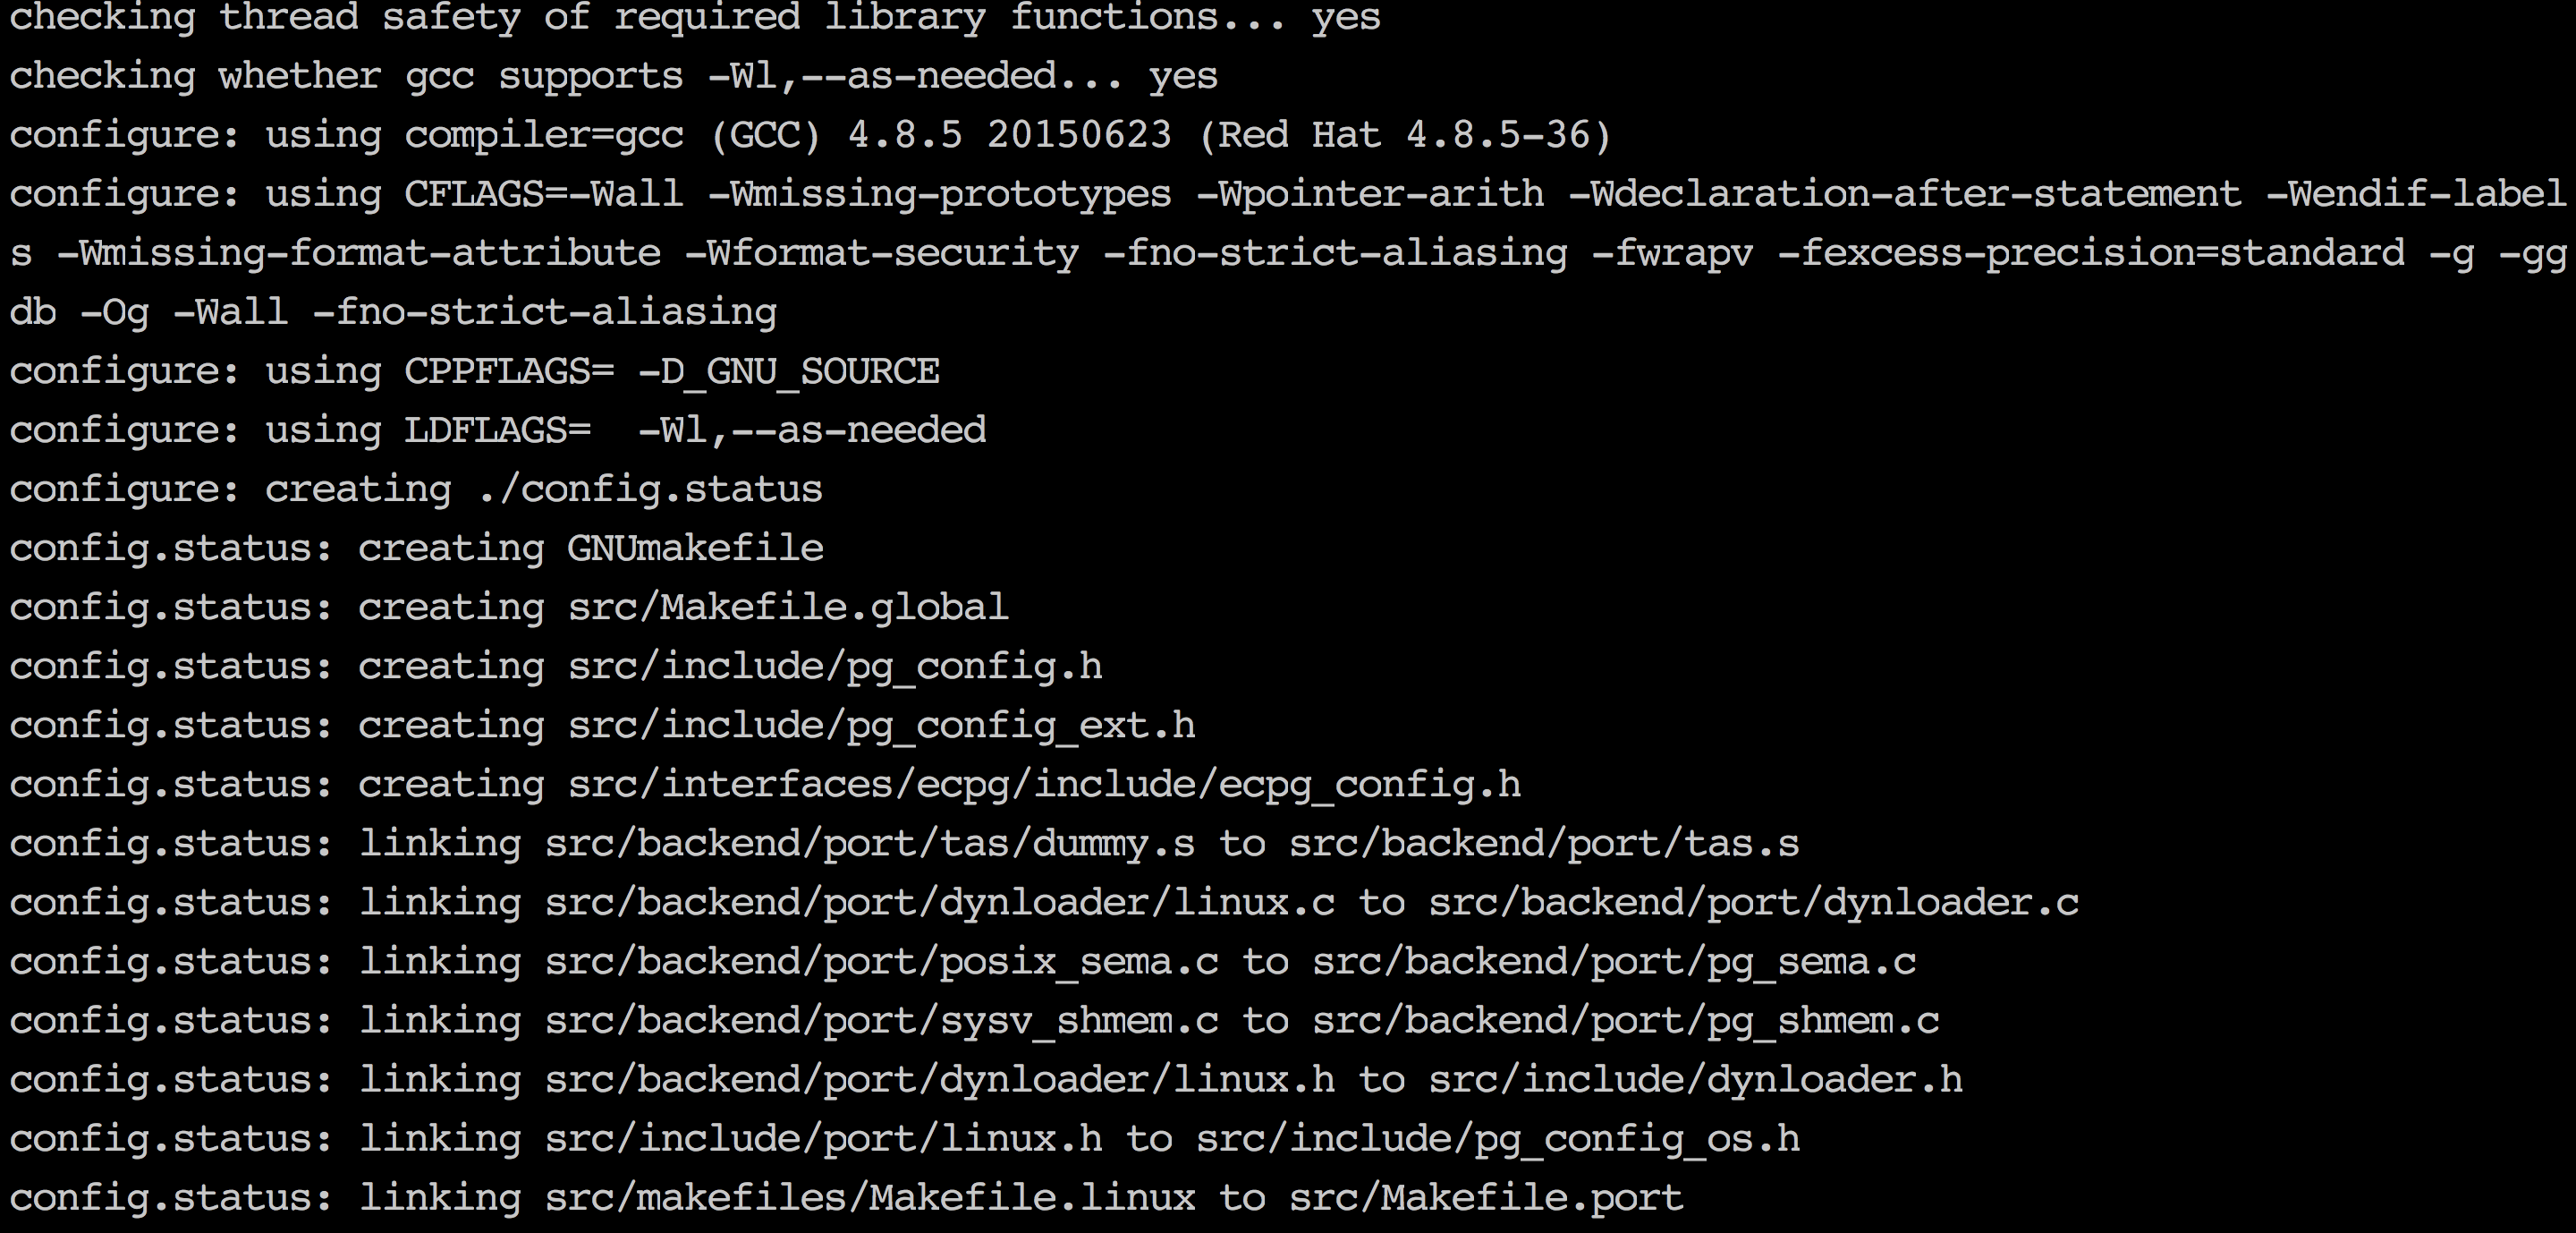 checking thread safety of required library functions... yes
checking whether gcc supports -Wl,--as-needed... yes
configure: using compiler=gcc (GCC) 4.8.5 20150623 (Red Hat 4.8.5-36)
configure: using CFLAGS=-Wall -Wmissing-prototypes -Wpointer-arith -Wdeclaration-after-statement -Wendif-label
s -Wmissing-format-attribute -Wformat-security -fno-strict-aliasing -fwrapv -fexcess-precision=standard -g -gg
db -Og -Wall -fno-strict-aliasing
configure: using CPPFLAGS= -D_GNU_SOURCE
configure: using LDFLAGS=  -Wl,--as-needed
configure: creating ./config.status
config.status: creating GNUmakefile
config.status: creating src/Makefile.global
config.status: creating src/include/pg_config.h
config.status: creating src/include/pg_config_ext.h
config.status: creating src/interfaces/ecpg/include/ecpg_config.h
config.status: linking src/backend/port/tas/dummy.s to src/backend/port/tas.s
config.status: linking src/backend/port/dynloader/linux.c to src/backend/port/dynloader.c
config.status: linking src/backend/port/posix_sema.c to src/backend/port/pg_sema.c
config.status: linking src/backend/port/sysv_shmem.c to src/backend/port/pg_shmem.c
config.status: linking src/backend/port/dynloader/linux.h to src/include/dynloader.h
config.status: linking src/include/port/linux.h to src/include/pg_config_os.h
config.status: linking src/makefiles/Makefile.linux to src/Makefile.port